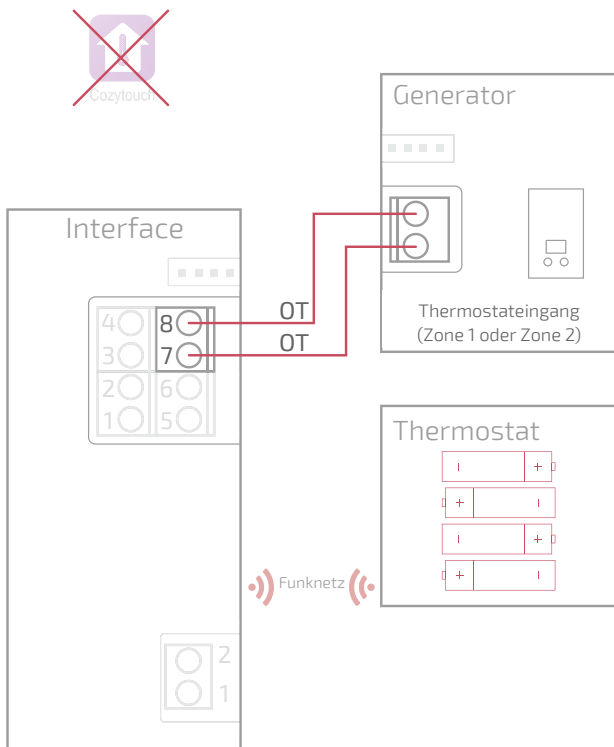 Cozytouch
Generator
Interface
4 8 OT
3 7 OT
2 6
1 5
Thermostateingang
(Zone 1 oder Zone 2)
Thermostat
- +
+ -
- +
+ -
Funknetz
2
1